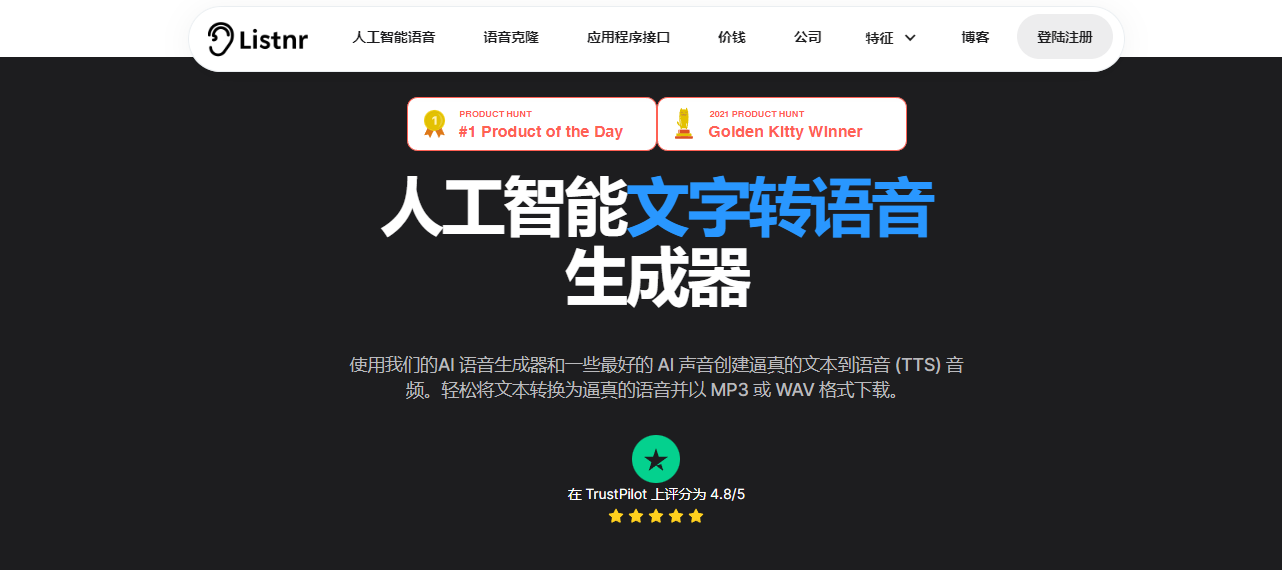 Listnr 人工智能语音 语音克隆 应用程序接口 价钱 公司 特征 博客 登陆注册
PRODUCT HUNT
#1 Product of the Day
2021 PRODUCT HUNT
Golden Kitty Winner
1
人工智能文字转语音
生成器
使用我们的AI 语音生成器和一些最好的 AI 声音创建逼真的文本到语音 (TTS) 音
频。轻松将文本转换为逼真的语音并以 MP3 或 WAV 格式下载。
在 TrustPilot 上评分为 4.8/5